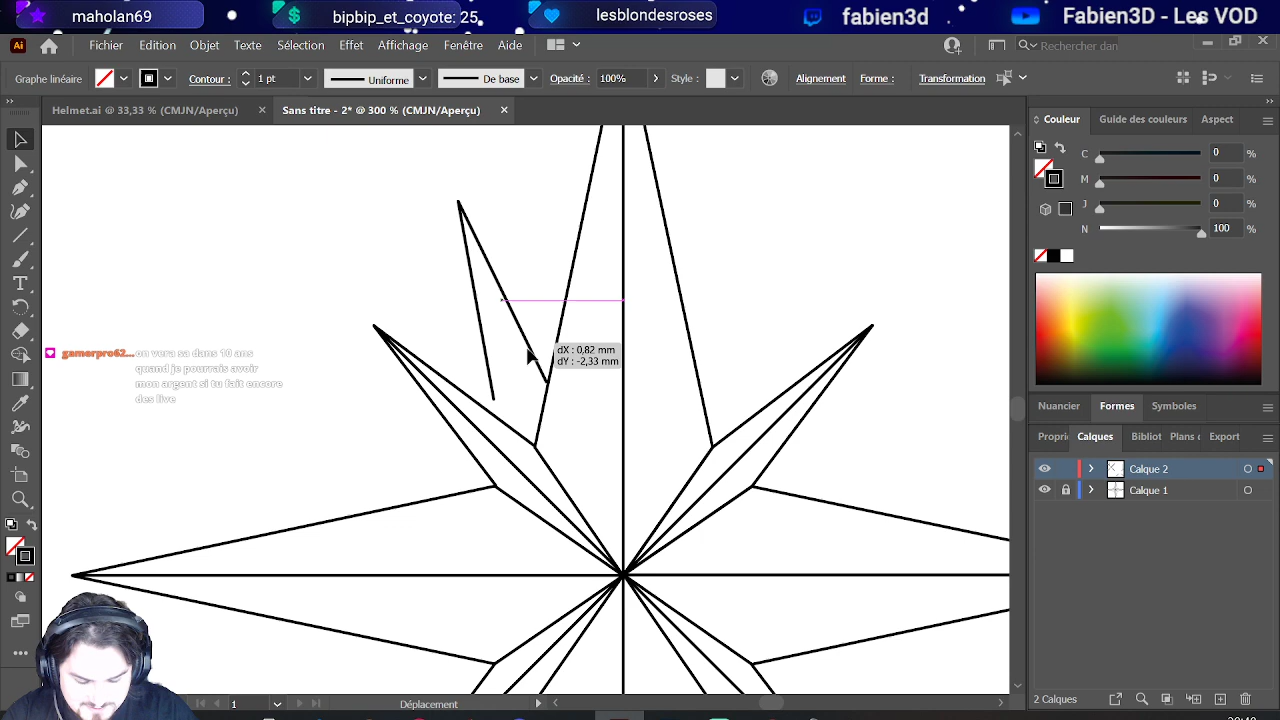 maholan69
bipbip_et_coyote: 25
lesblondesroses
fabien3d
Fabien3D - Les VOD
Ai
Fichier
Edition
Objet
Texte
Sélection
Effet
Affichage
Fenêtre
Aide
Rechercher dan
Graphe linéaire
Contour :
1 pt
Uniforme
De base
Opacité :
100%
Style :
Alignement
Forme :
Transformation
Helmet.ai @ 33,33 % (CMJN/Aperçu)
Sans titre - 2* @ 300 % (CMJN/Aperçu)
Couleur
Guide des couleurs
Aspect
C
0
%
M
0
%
J
0
%
N
100
%
dX : 0,82 mm
dY : -2,33 mm
gamerpro62... on vera sa dans 10 ans
quand je pourrais avoir
mon argent si tu fait encore
des live
Nuancier
Formes
Symboles
Proprié
Calques
Bibliot
Plans d
Export
Calque 2
Calque 1
2 Calques
1
Déplacement